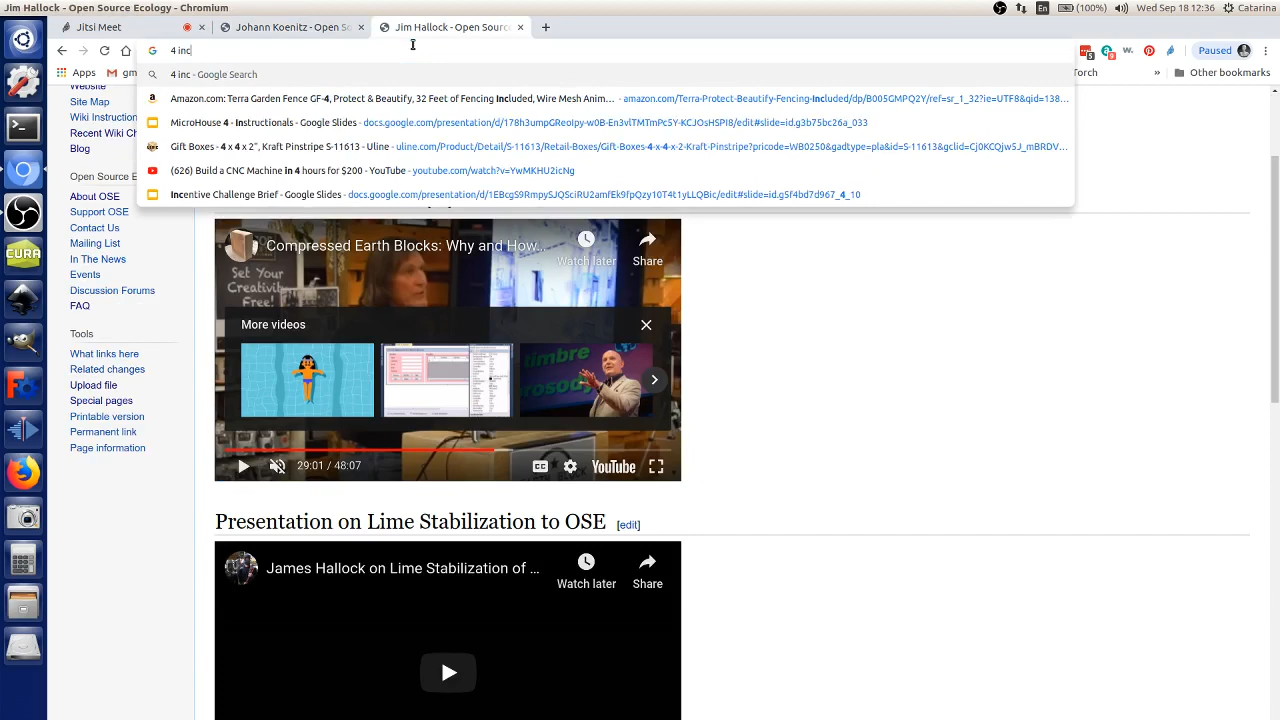 Jim Hallock - Open Source Ecology - Chromium
En (100%) Wed Sep 18 12:36 Catarina
Jitsi Meet
Johann Koenitz - Open So
Jim Hallock - Open Source
4 inc
Paused
4 inc - Google Search
Apps
gm
Torch
» Other bookmarks
Amazon.com: Terra Garden Fence GF-4, Protect & Beautify, 32 Feet of Fencing Included, Wire Mesh Anim... - amazon.com/Terra-Protect-Beautify-Fencing-Included/dp/B005GMPQ2Y/ref=sr_1_32?ie=UTF8&qid=138...
MicroHouse 4 - Instructionals - Google Slides - docs.google.com/presentation/d/178h3umpGReoIpy-w0B-En3vlTMTmPc5Y-KCJOsHSPI8/edit#slide=id.g3b75bc26a_033
Gift Boxes - 4 x 4 x 2", Kraft Pinstripe S-11613 - Uline - uline.com/Product/Detail/S-11613/Retail-Boxes/Gift-Boxes-4-x-4-x-2-Kraft-Pinstripe?pricode=WB0250&gadtype=pla&id=S-11613&gclid=Cj0KCQjw5J_mBRDV...
(626) Build a CNC Machine in 4 hours for $200 - YouTube - youtube.com/watch?v=YwMKHU2icNg
Incentive Challenge Brief - Google Slides - docs.google.com/presentation/d/1EBcgS9RmpySJQSciRU2amfEk9fpQzy10T4t1yLLQBic/edit#slide=id.g5f4bd7d967_4_10
Website
Site Map
Wiki Instruction
Recent Wiki Ch
Blog
Open Source E
About OSE
Support OSE
Contact Us
Mailing List
In The News
Events
Discussion Forums
FAQ
Tools
What links here
Related changes
Upload file
Special pages
Printable version
Permanent link
Page information
Compressed Earth Blocks: Why and How...
Watch later
Share
Set Your
Creativity
Free!
More videos
timbre
29:01 / 48:07
CC
YouTube
Presentation on Lime Stabilization to OSE [edit]
James Hallock on Lime Stabilization of ...
Watch later
Share
CURA